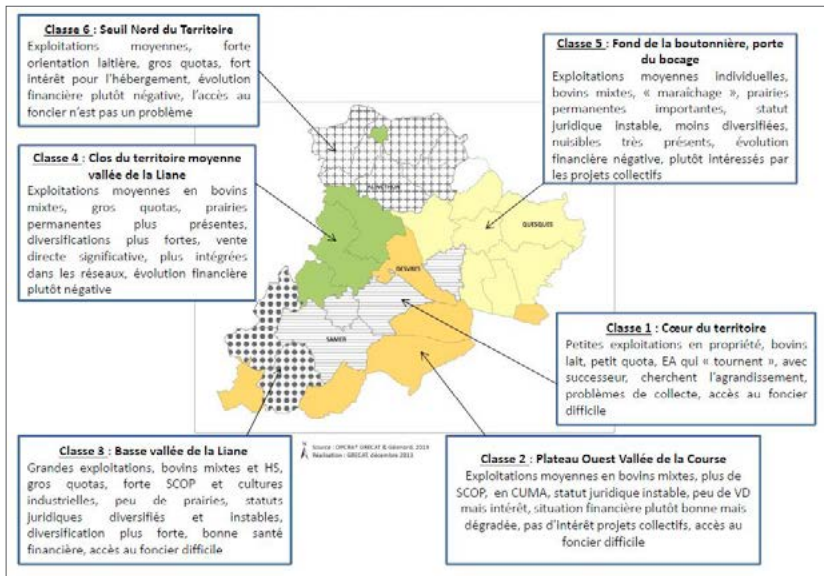 Classe 6 : Seuil Nord du Territoire
Exploitations moyennes, forte
orientation laitière, gros quotas, fort
intérêt pour l'hébergement, évolution
financière plutôt négative, l'accès au
foncier n'est pas un problème
Classe 5 : Fond de la boutonnière, porte
du bocage
Exploitations moyennes individuelles,
bovins mixtes, « maraîchage », prairies
permanentes importantes, statut
juridique instable, moins diversifiées,
nuisibles très présents, évolution
financière négative, plutôt intéressés par
les projets collectifs
Classe 4 : Clos du territoire moyenne
vallée de la Liane
Exploitations moyennes en bovins
mixtes, gros quotas, prairies
permanentes plus présentes,
diversifications plus fortes, vente
directe significative, plus intégrées
dans les réseaux, évolution financière
plutôt négative
QUESQUES
DESVRES
SAMER
Classe 1 : Cœur du territoire
Petites exploitations en propriété, bovins
lait, petit quota, EA qui « tournent », avec
successeur, cherchent l'agrandissement,
problèmes de collecte, accès au foncier
difficile
Classe 3 : Basse vallée de la Liane
Grandes exploitations, bovins mixtes et HS,
gros quotas, forte SCOP et cultures
industrielles, peu de prairies, statuts
juridiques diversifiés et instables,
diversification plus forte, bonne santé
financière, accès au foncier difficile
N
Réalisation : GRECAT, décembre 2013
Classe 2 : Plateau Ouest Vallée de la Course
Exploitations moyennes en bovins mixtes, plus de
SCOP, en CUMA, statut juridique instable, peu de VD
mais intérêt, situation financière plutôt bonne mais
dégradée, pas d'intérêt projets collectifs, accès au
foncier difficile